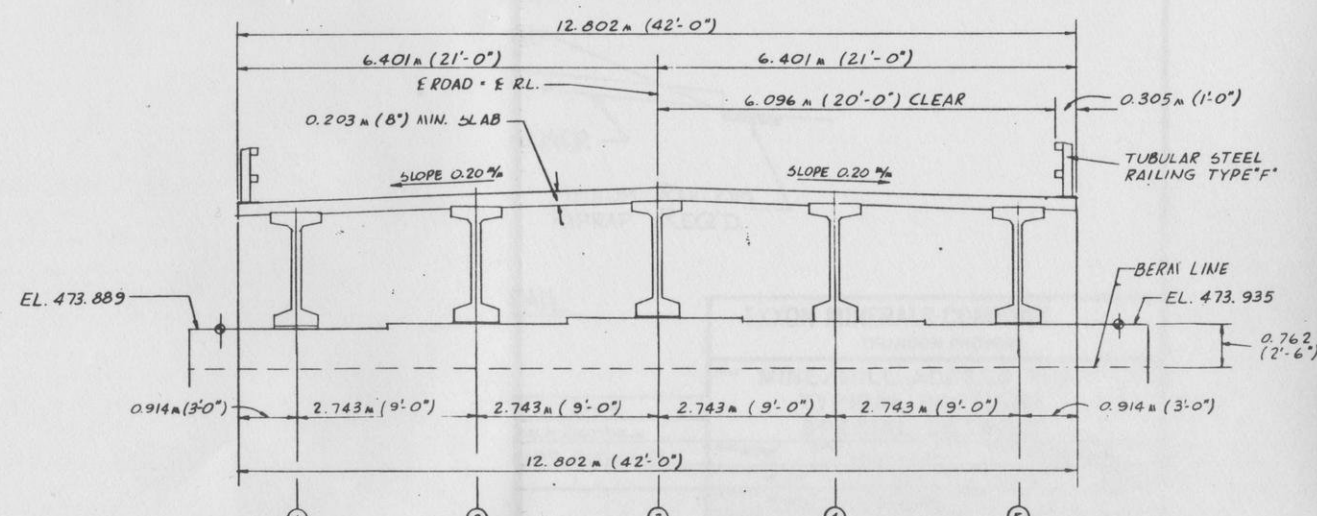 12.802 m (42'-0")
6.401 m (21'-0")
6.401 m (21'-0")
℄ ROAD = ℄ R.L.
6.096 m (20'-0") CLEAR
0.305 m (1'-0")
0.203 m (8") MIN. SLAB
TUBULAR STEEL
RAILING TYPE "F"
SLOPE 0.20 m/m
SLOPE 0.20 m/m
BERM LINE
EL. 473.889
EL. 473.935
0.762
(2'-6")
0.914 m (3'-0")
2.743 m (9'-0")
2.743 m (9'-0")
2.743 m (9'-0")
2.743 m (9'-0")
0.914 m (3'-0")
12.802 m (42'-0")